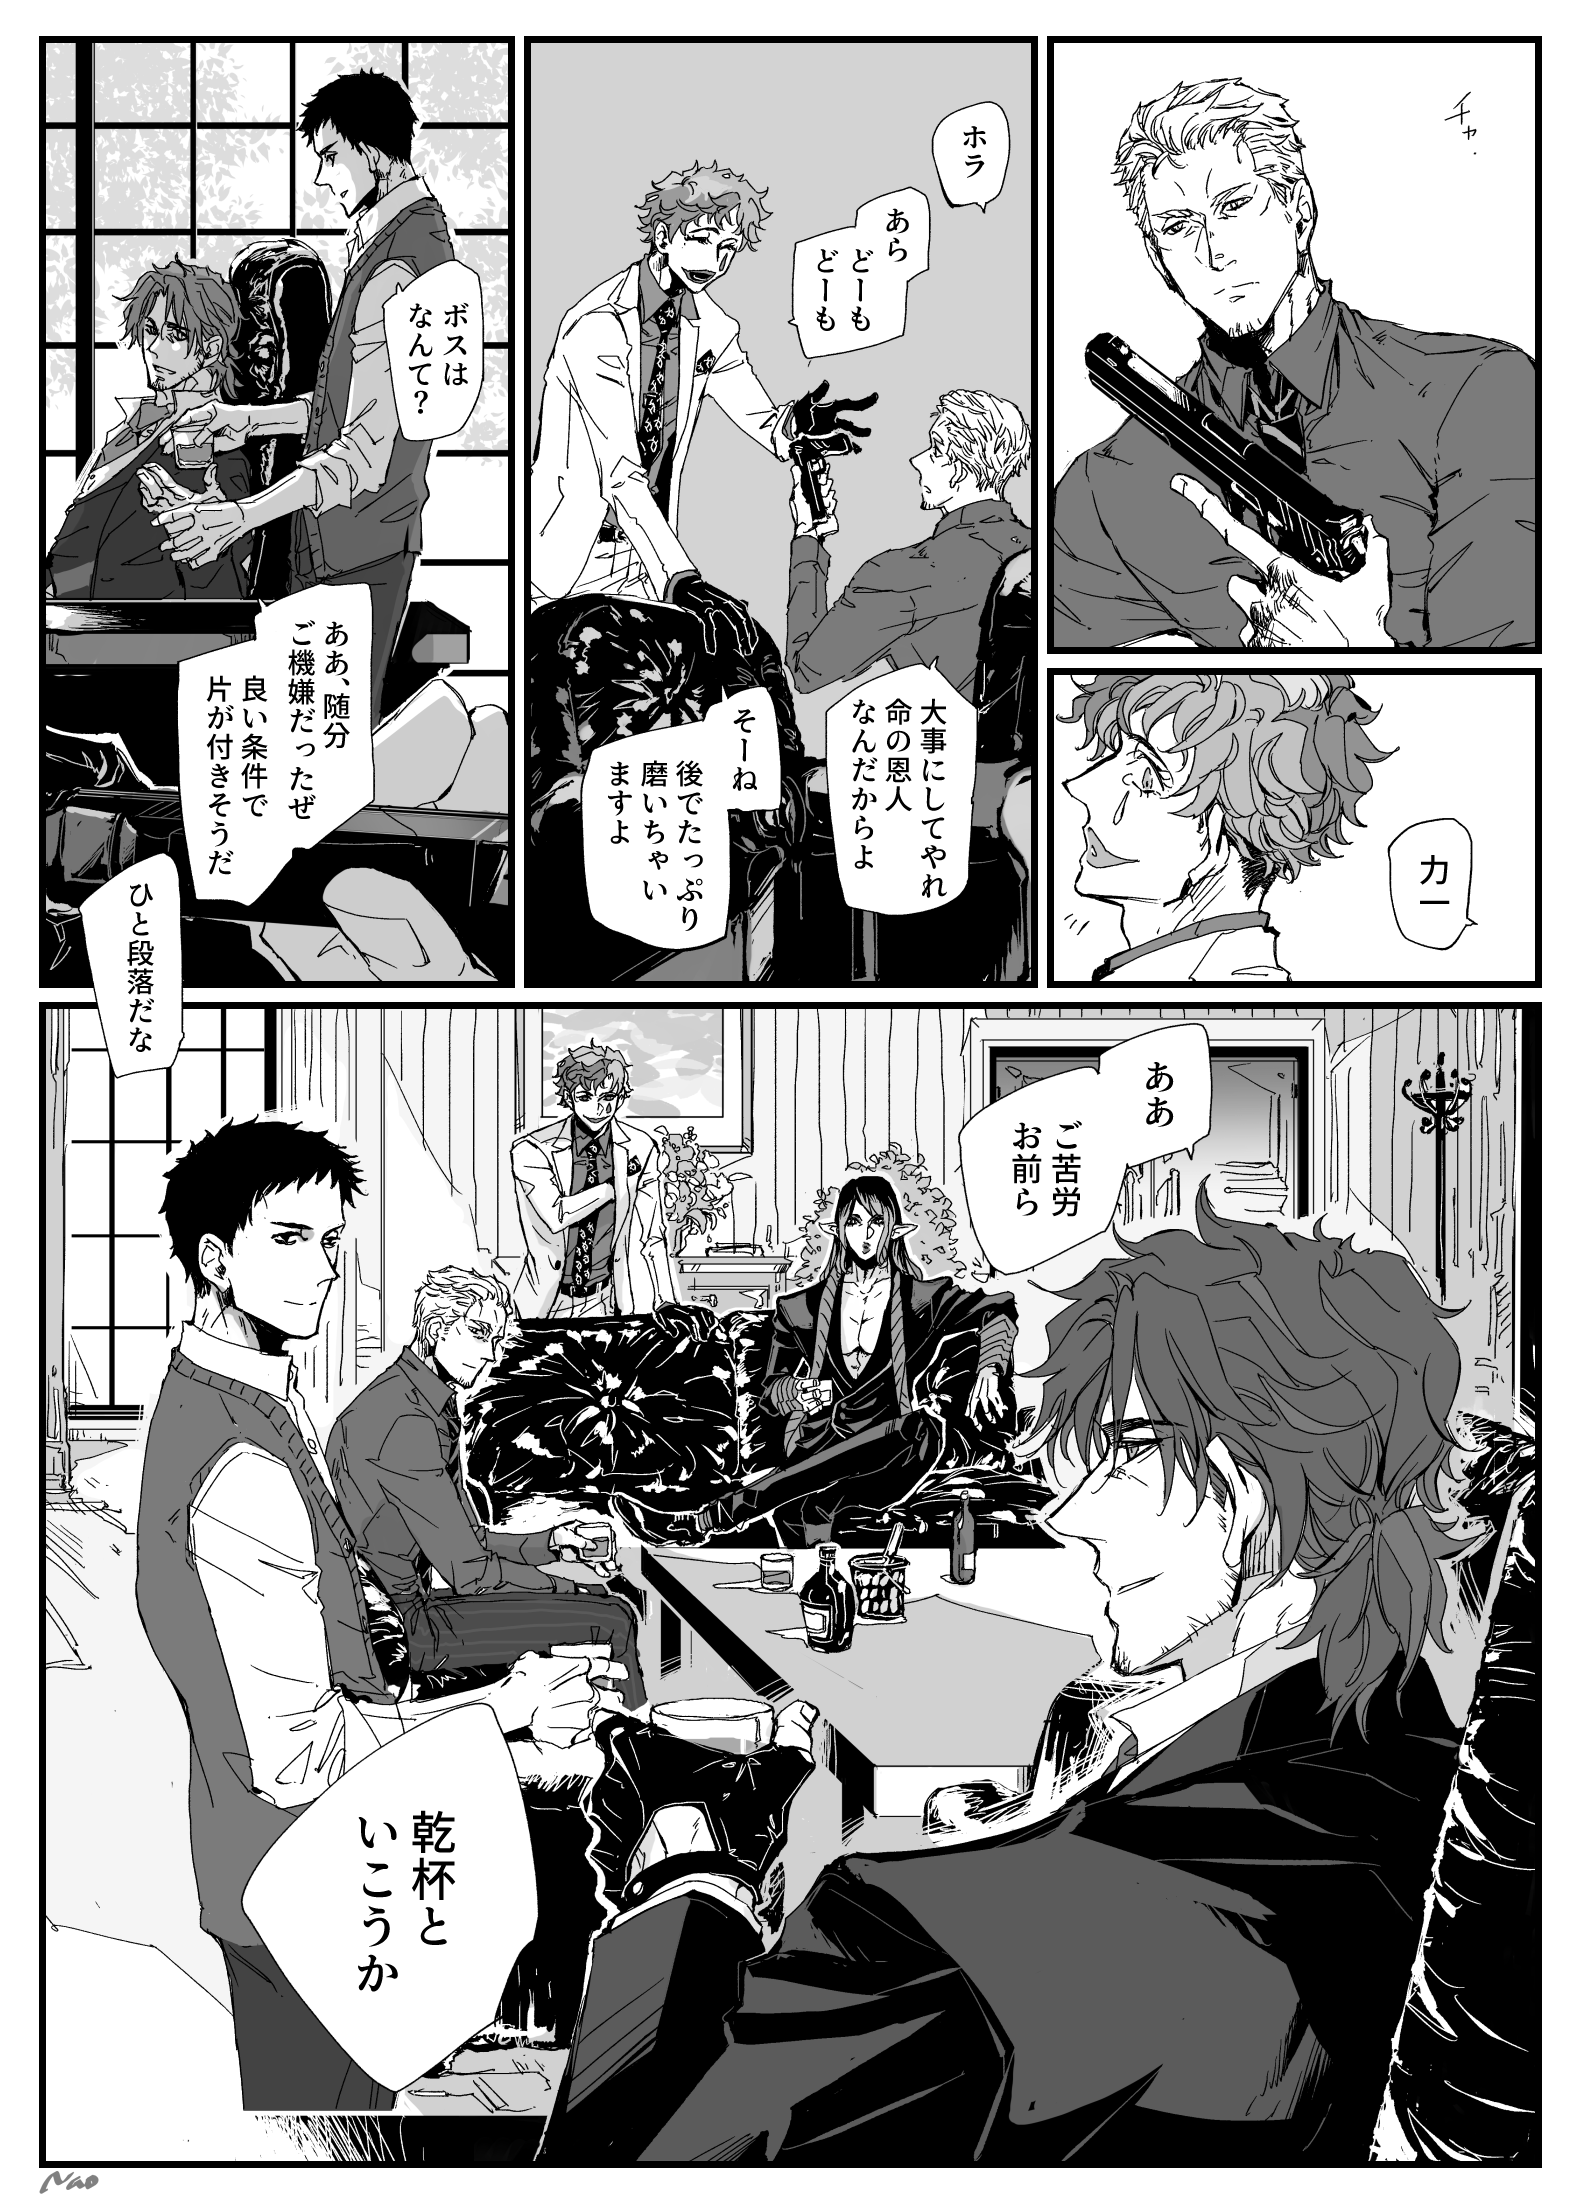 チャ.
カー
ホラ
あら
どーも
どーも
大事にしてやれ
命の恩人
なんだからよ
そーね
後でたっぷり
磨いちゃい
ますよ
ボスは
なんて？
ああ、随分
ご機嫌だったぜ
良い条件で
片が付きそうだ
ひと段落だな
ああ
ご苦労
お前ら
乾杯と
いこうか
Nao